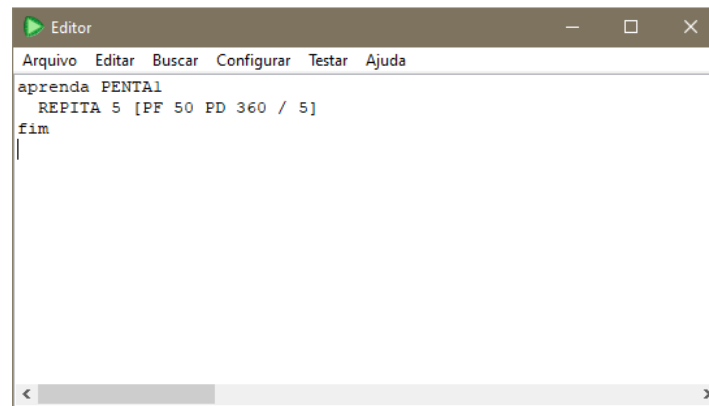 Editor
Arquivo Editar Buscar Configurar Testar Ajuda
aprenda PENTA1
REPITA 5 [PF 50 PD 360 / 5]
fim